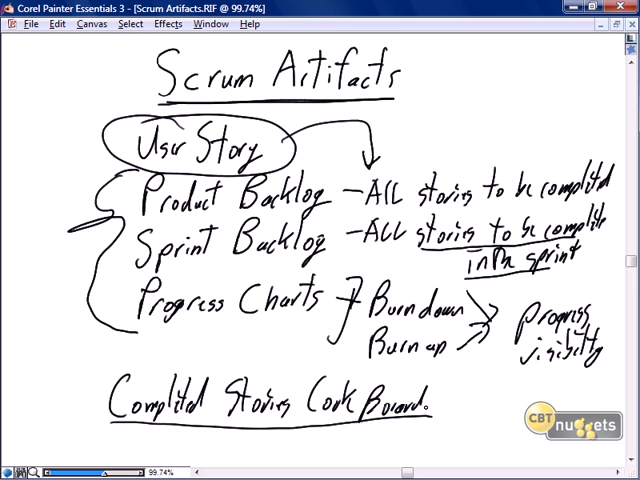 Corel Painter Essentials 3 - [Scrum Artifacts.RIF @ 99.74%]
File Edit Canvas Select Effects Window Help
Scrum Artifacts
User Story
Product Backlog - All stories to be completed
Sprint Backlog - All stories to be complete
in the sprint
Progress Charts Burndown
Burn up
progress
visibility
Completed Stories Cork Board.
CBT
nuggets
99.74%